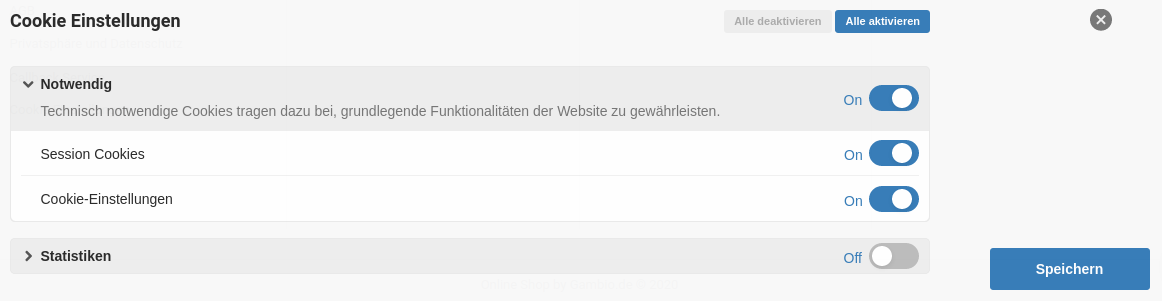 Cookie Einstellungen
Alle deaktivieren
Alle aktivieren
Notwendig
Technisch notwendige Cookies tragen dazu bei, grundlegende Funktionalitäten der Website zu gewährleisten.
On
Session Cookies
On
Cookie-Einstellungen
On
Statistiken
Off
Speichern